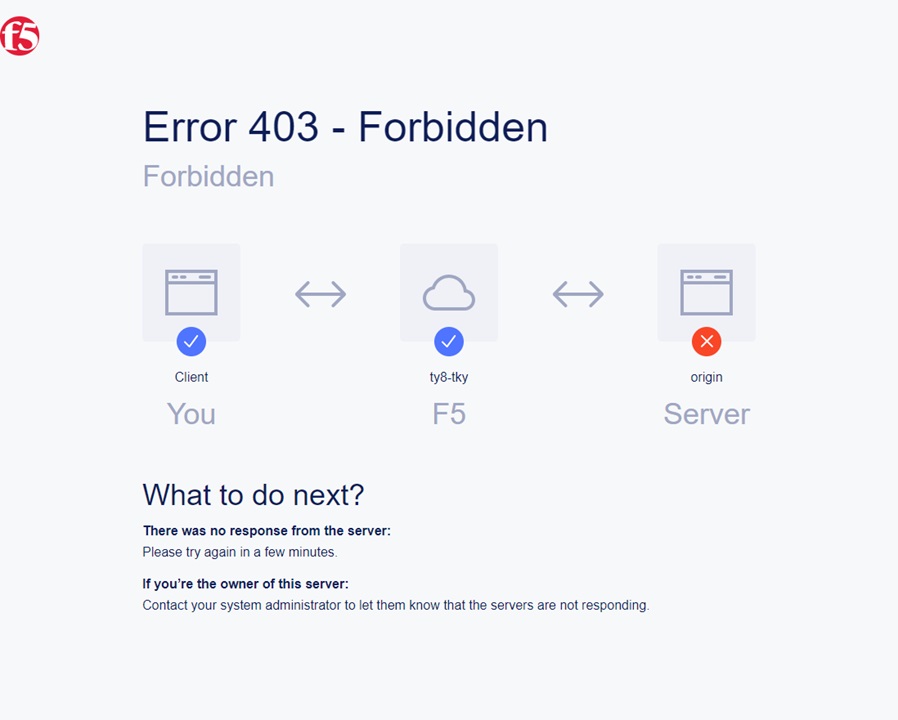 f5
Error 403 - Forbidden
Forbidden
Client
ty8-tky
origin
You
F5
Server
What to do next?
There was no response from the server:
Please try again in a few minutes.
If you’re the owner of this server:
Contact your system administrator to let them know that the servers are not responding.